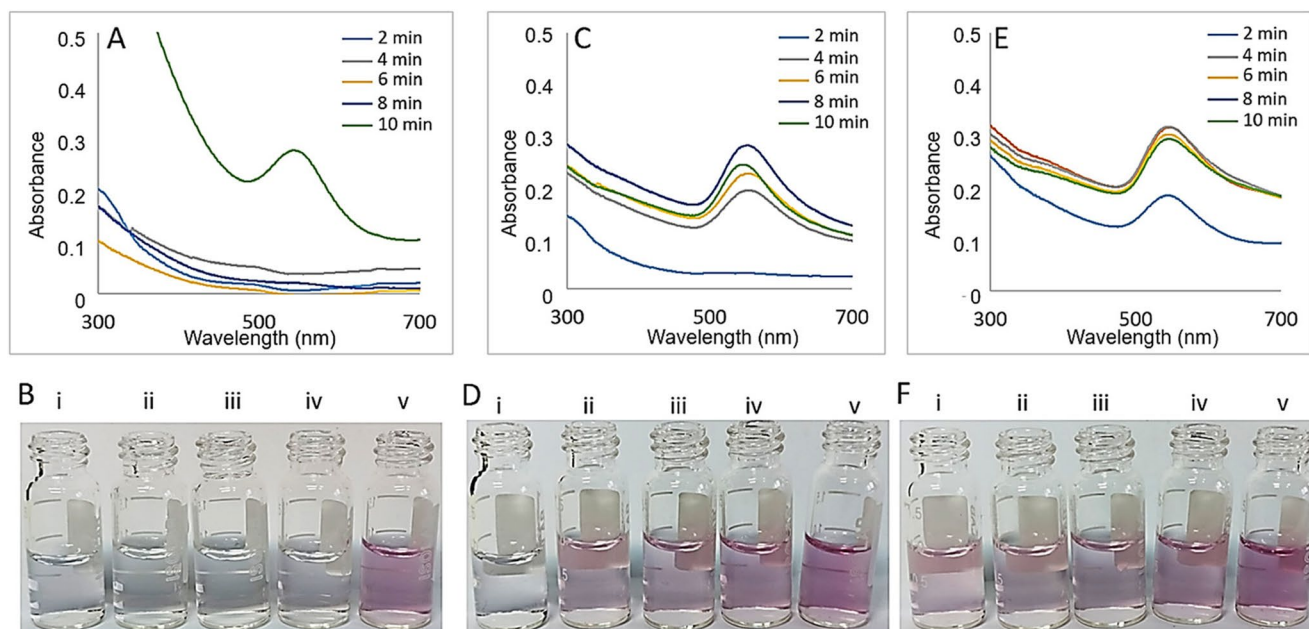 A
0.5
0.4
0.3
0.2
0.1
0
Absorbance
2 min
4 min
6 min
8 min
10 min
300
500
700
Wavelength (nm)
C
0.5
0.4
0.3
0.2
0.1
0
Absorbance
2 min
4 min
6 min
8 min
10 min
300
500
700
Wavelength (nm)
E
0.5
0.4
0.3
0.2
0.1
0
Absorbance
2 min
4 min
6 min
8 min
10 min
300
500
700
Wavelength (nm)
B
i ii iii iv v
D
i ii iii iv v
F
i ii iii iv v